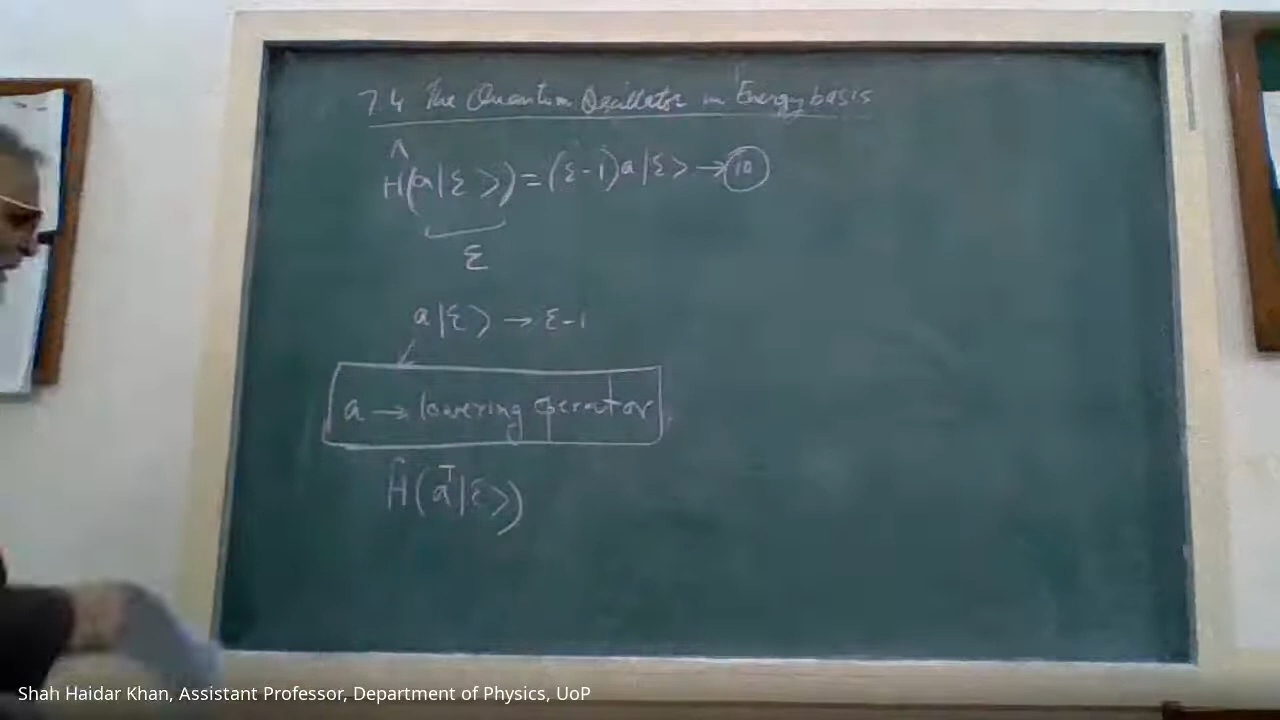 7.4 The Quantum Oscillator in Energy basis
Ĥ(a|ε>) = (ε-1)a|ε> → 10
ε
a|ε> → ε-1
a → lowering operator
Ĥ(a†|ε>)
Shah Haidar Khan, Assistant Professor, Department of Physics, UoP